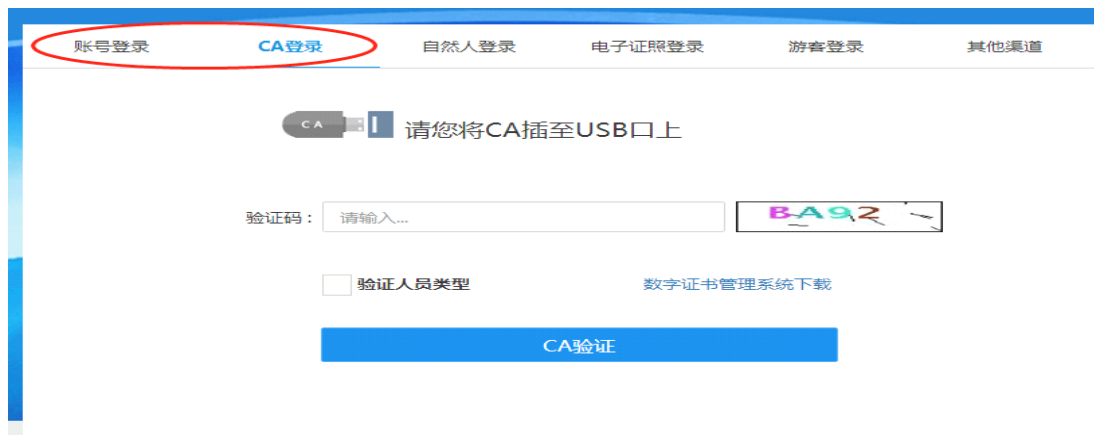 账号登录 CA登录 自然人登录 电子证照登录 游客登录 其他渠道
CA 请您将CA插至USB口上
验证码： 请输入... BA92
验证人员类型 数字证书管理系统下载
CA验证